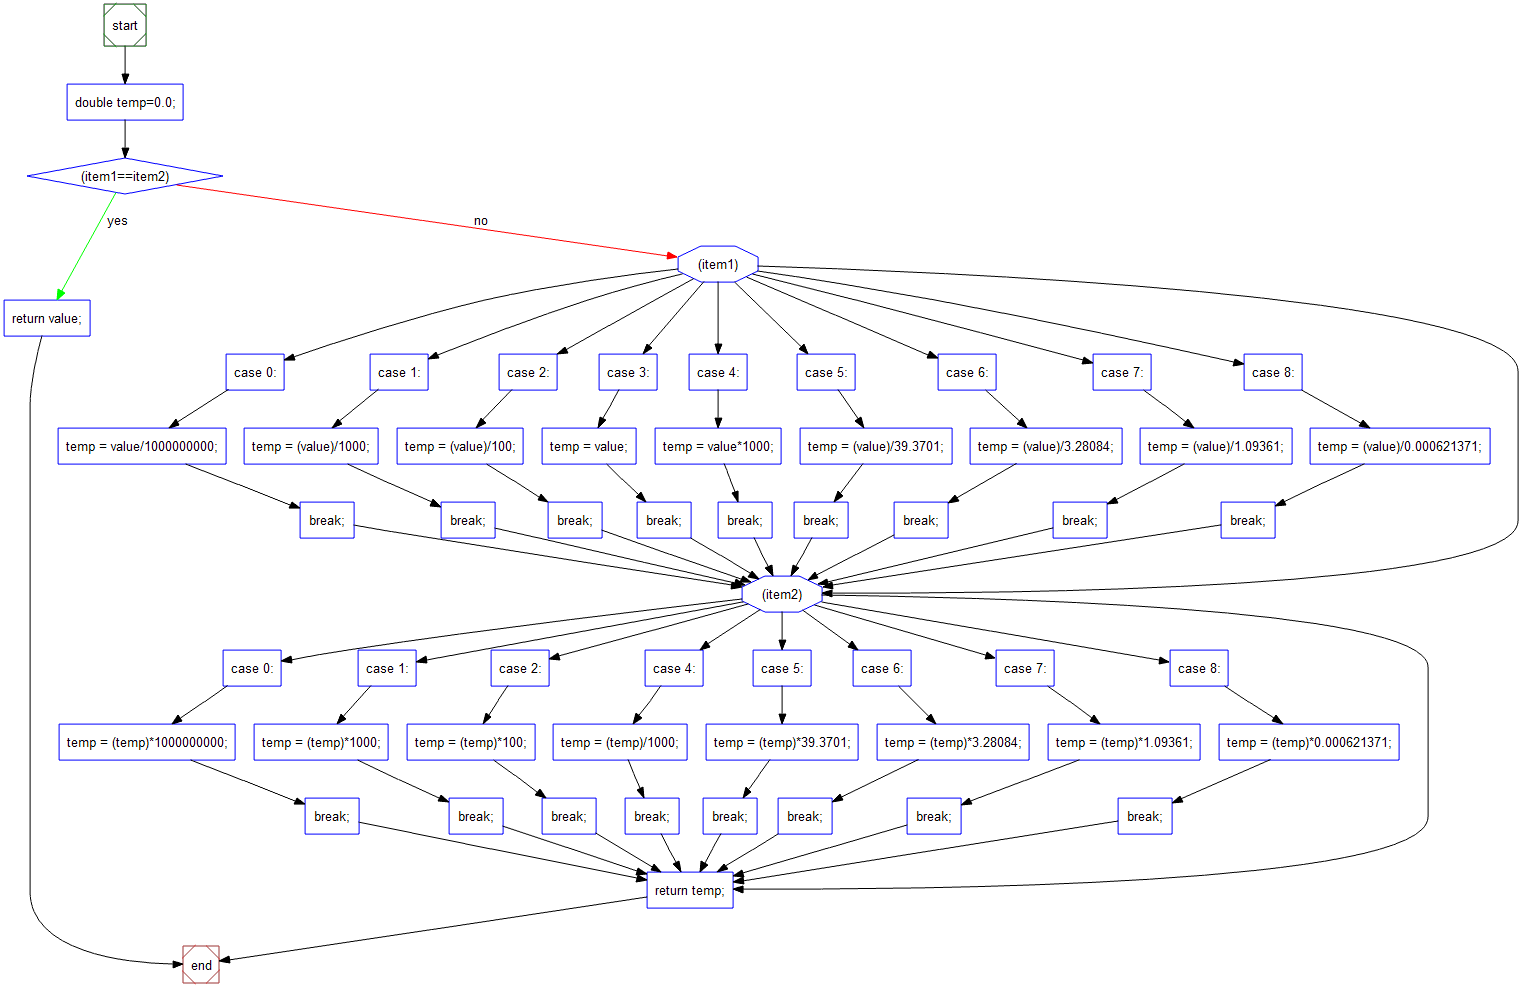 start
double temp=0.0;
(item1==item2)
yes
no
(item1)
return value;
case 0:
case 1:
case 2:
case 3:
case 4:
case 5:
case 6:
case 7:
case 8:
temp = value/1000000000;
temp = (value)/1000;
temp = (value)/100;
temp = value;
temp = value*1000;
temp = (value)/39.3701;
temp = (value)/3.28084;
temp = (value)/1.09361;
temp = (value)/0.000621371;
break;
break;
break;
break;
break;
break;
break;
break;
break;
(item2)
case 0:
case 1:
case 2:
case 4:
case 5:
case 6:
case 7:
case 8:
temp = (temp)*1000000000;
temp = (temp)*1000;
temp = (temp)*100;
temp = (temp)/1000;
temp = (temp)*39.3701;
temp = (temp)*3.28084;
temp = (temp)*1.09361;
temp = (temp)*0.000621371;
break;
break;
break;
break;
break;
break;
break;
break;
return temp;
end